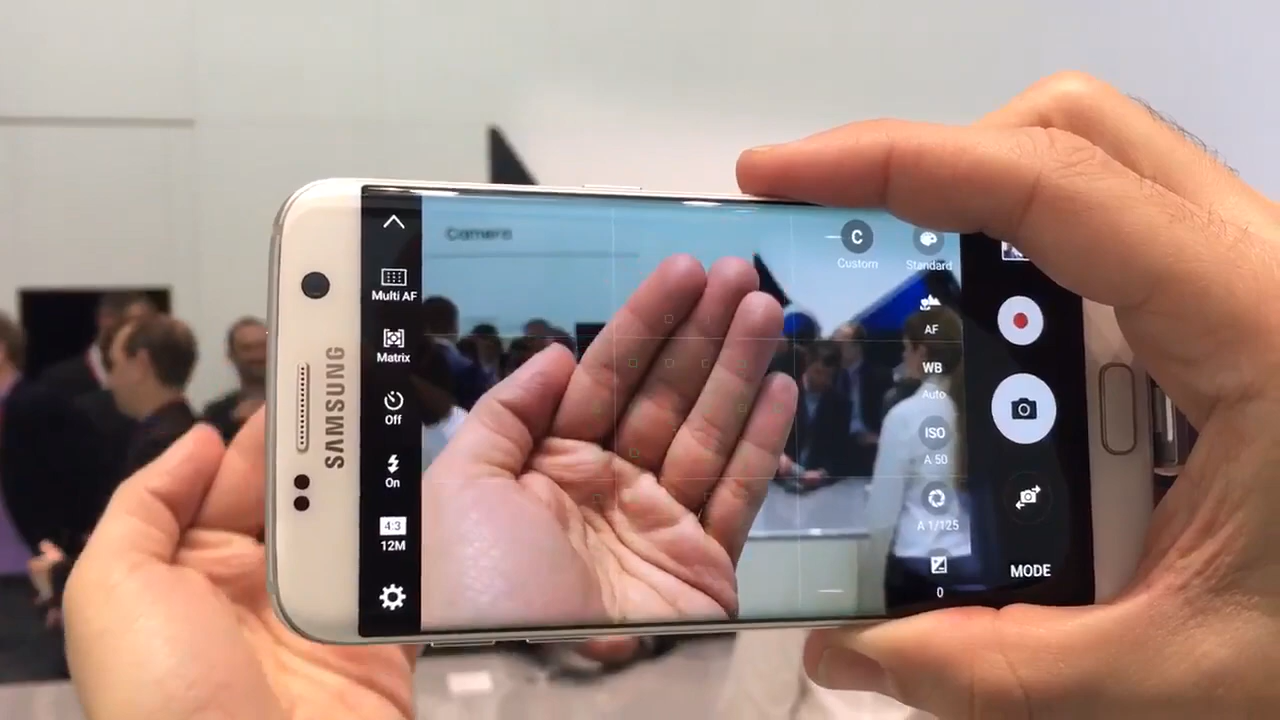 SAMSUNG
Multi AF
Matrix
Off
On
4:3
12M
Camera
C
Custom
Standard
AF
WB
Auto
ISO
A 50
A 1/125
0
MODE